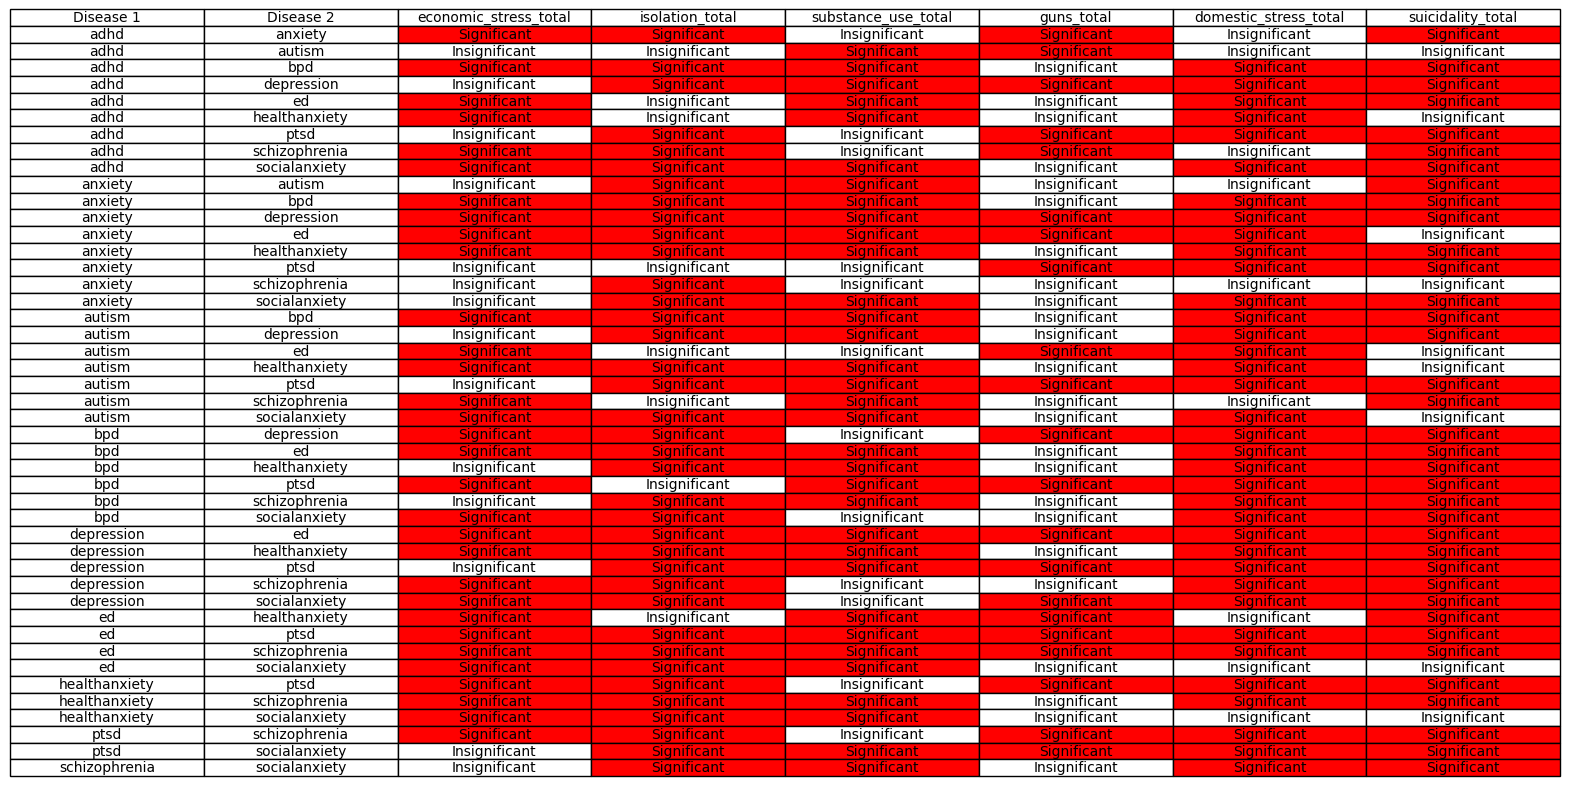 Disease 1 Disease 2 economic_stress_total isolation_total substance_use_total guns_total domestic_stress_total suicidality_total
adhd anxiety Significant Significant Insignificant Significant Insignificant Significant
adhd autism Insignificant Insignificant Significant Significant Insignificant Insignificant
adhd bpd Significant Significant Significant Insignificant Significant Significant
adhd depression Insignificant Significant Significant Significant Significant Significant
adhd ed Significant Insignificant Significant Insignificant Significant Significant
adhd healthanxiety Significant Insignificant Significant Insignificant Significant Insignificant
adhd ptsd Insignificant Significant Insignificant Significant Significant Significant
adhd schizophrenia Significant Significant Insignificant Significant Insignificant Significant
adhd socialanxiety Significant Significant Significant Insignificant Significant Significant
anxiety autism Insignificant Significant Significant Insignificant Insignificant Significant
anxiety bpd Significant Significant Significant Insignificant Significant Significant
anxiety depression Significant Significant Significant Significant Significant Significant
anxiety ed Significant Significant Significant Significant Significant Insignificant
anxiety healthanxiety Significant Significant Significant Insignificant Significant Significant
anxiety ptsd Insignificant Insignificant Insignificant Significant Significant Significant
anxiety schizophrenia Insignificant Significant Insignificant Insignificant Insignificant Insignificant
anxiety socialanxiety Insignificant Significant Significant Insignificant Significant Significant
autism bpd Significant Significant Significant Insignificant Significant Significant
autism depression Insignificant Significant Significant Insignificant Significant Significant
autism ed Significant Insignificant Insignificant Significant Significant Insignificant
autism healthanxiety Significant Significant Significant Insignificant Significant Insignificant
autism ptsd Insignificant Significant Significant Significant Significant Significant
autism schizophrenia Significant Insignificant Significant Insignificant Insignificant Significant
autism socialanxiety Significant Significant Significant Insignificant Significant Insignificant
bpd depression Significant Significant Insignificant Significant Significant Significant
bpd ed Significant Significant Significant Insignificant Significant Significant
bpd healthanxiety Insignificant Significant Significant Insignificant Significant Significant
bpd ptsd Significant Insignificant Significant Significant Significant Significant
bpd schizophrenia Insignificant Significant Significant Insignificant Significant Significant
bpd socialanxiety Significant Significant Insignificant Insignificant Significant Significant
depression ed Significant Significant Significant Significant Significant Significant
depression healthanxiety Significant Significant Significant Insignificant Significant Significant
depression ptsd Insignificant Significant Significant Significant Significant Significant
depression schizophrenia Significant Significant Insignificant Insignificant Significant Significant
depression socialanxiety Significant Significant Insignificant Significant Significant Significant
ed healthanxiety Significant Insignificant Significant Significant Insignificant Significant
ed ptsd Significant Significant Significant Significant Significant Significant
ed schizophrenia Significant Significant Significant Significant Significant Significant
ed socialanxiety Significant Significant Significant Insignificant Insignificant Insignificant
healthanxiety ptsd Significant Significant Insignificant Significant Significant Significant
healthanxiety schizophrenia Significant Significant Significant Insignificant Significant Significant
healthanxiety socialanxiety Significant Significant Significant Insignificant Insignificant Insignificant
ptsd schizophrenia Significant Significant Insignificant Significant Significant Significant
ptsd socialanxiety Insignificant Significant Significant Significant Significant Significant
schizophrenia socialanxiety Insignificant Significant Significant Insignificant Significant Significant